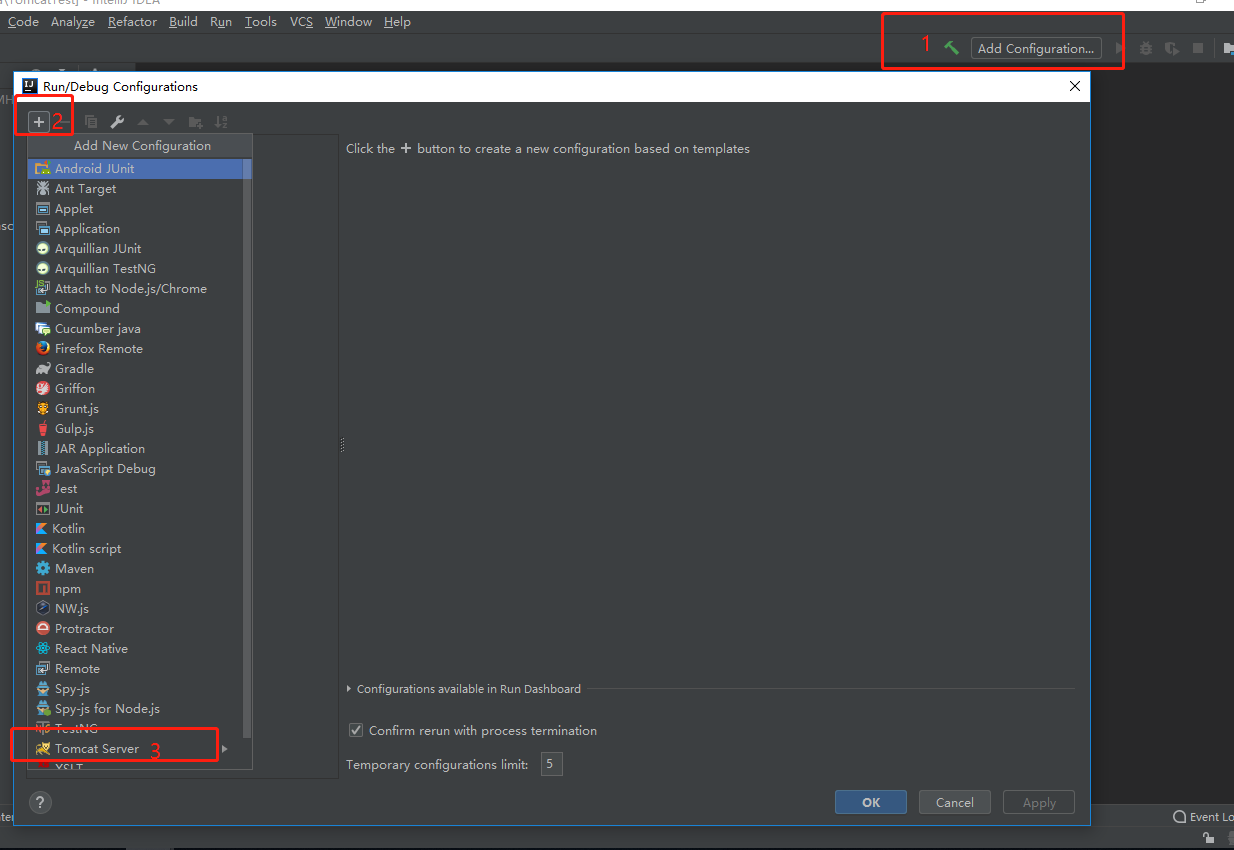 TomcatTest] - IntelliJ IDEA
Code Analyze Refactor Build Run Tools VCS Window Help
1 Add Configuration...
Run/Debug Configurations
2
Add New Configuration
Click the + button to create a new configuration based on templates
Android JUnit
Ant Target
Applet
Application
Arquillian JUnit
Arquillian TestNG
Attach to Node.js/Chrome
Compound
Cucumber java
Firefox Remote
Gradle
Griffon
Grunt.js
Gulp.js
JAR Application
JavaScript Debug
Jest
JUnit
Kotlin
Kotlin script
Maven
npm
NW.js
Protractor
React Native
Remote
Spy-js
Spy-js for Node.js
TestNG
Tomcat Server 3
XSLT
Configurations available in Run Dashboard
Confirm rerun with process termination
Temporary configurations limit: 5
? OK Cancel Apply
Event Lo